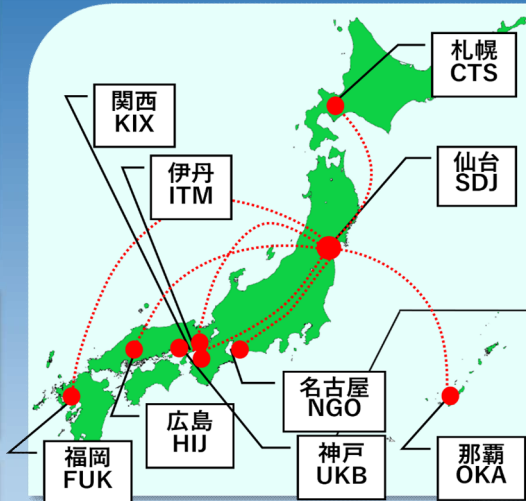 札幌
CTS
関西
KIX
伊丹
ITM
仙台
SDJ
名古屋
NGO
広島
HIJ
神戸
UKB
福岡
FUK
那覇
OKA